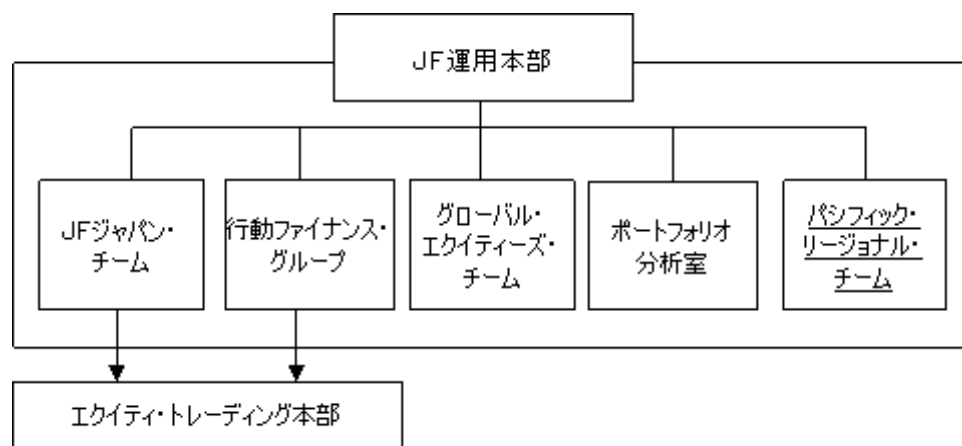 JF運用本部
JFジャパン・
チーム
行動ファイナンス・
グループ
グローバル・
エクイティーズ・
チーム
ポートフォリオ
分析室
パシフィック・
リージョナル・
チーム
エクイティ・トレーディング本部